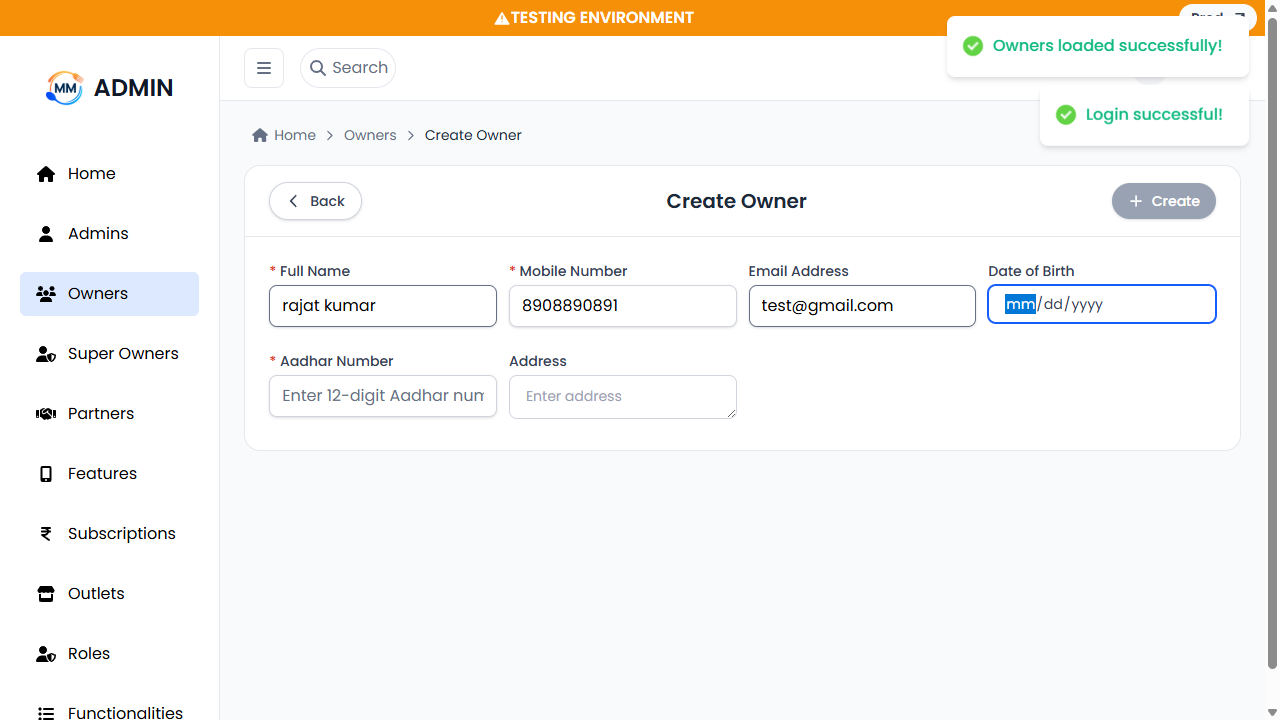 TESTING ENVIRONMENT
Owners loaded successfully!
Login successful!
MM ADMIN
Search
Home
Admins
Owners
Super Owners
Partners
Features
Subscriptions
Outlets
Roles
Functionalities
Home > Owners > Create Owner
Back
Create Owner
+ Create
* Full Name
rajat kumar
* Mobile Number
8908890891
Email Address
test@gmail.com
Date of Birth
mm/dd/yyyy
* Aadhar Number
Enter 12-digit Aadhar num
Address
Enter address